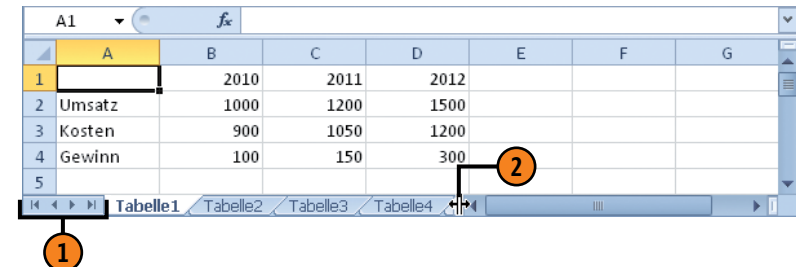 A1 fx
A B C D E F G
1 2010 2011 2012
2 Umsatz 1000 1200 1500
3 Kosten 900 1050 1200
4 Gewinn 100 150 300
5
2
Tabelle1 Tabelle2 Tabelle3 Tabelle4
1